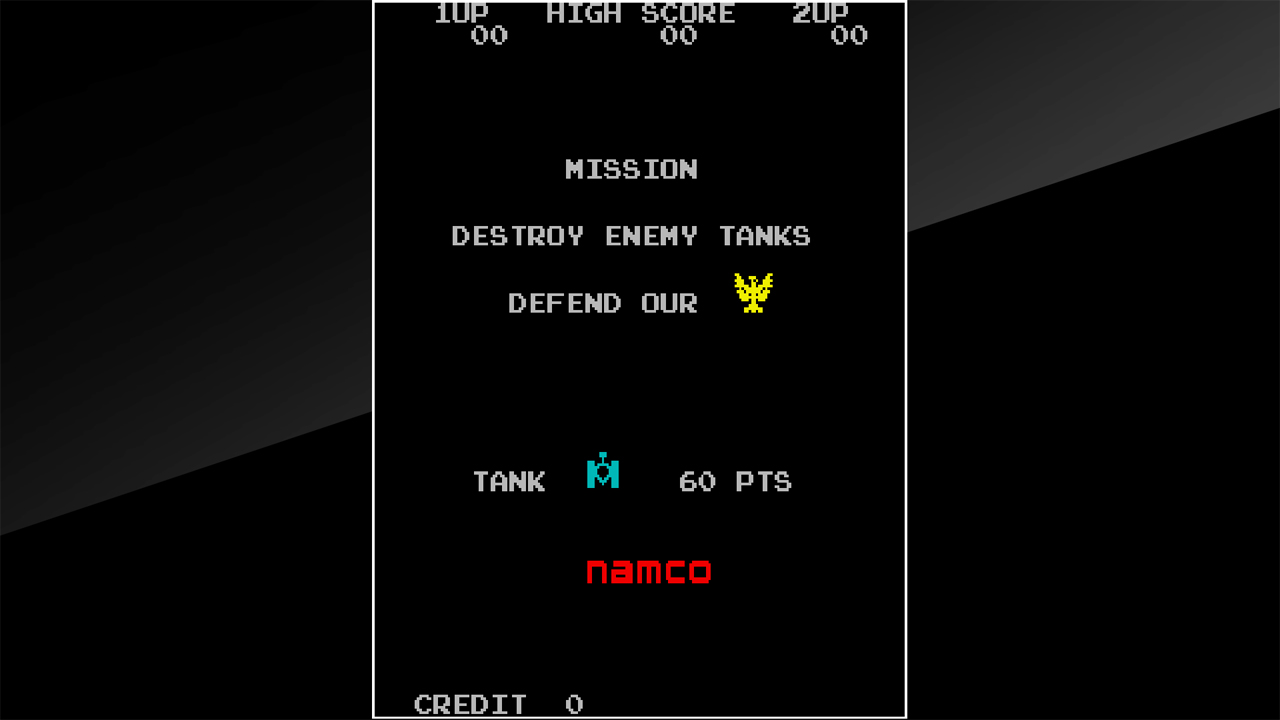 1UP HIGH SCORE 2UP
00 00 00
MISSION
DESTROY ENEMY TANKS
DEFEND OUR
TANK 60 PTS
namco
CREDIT 0